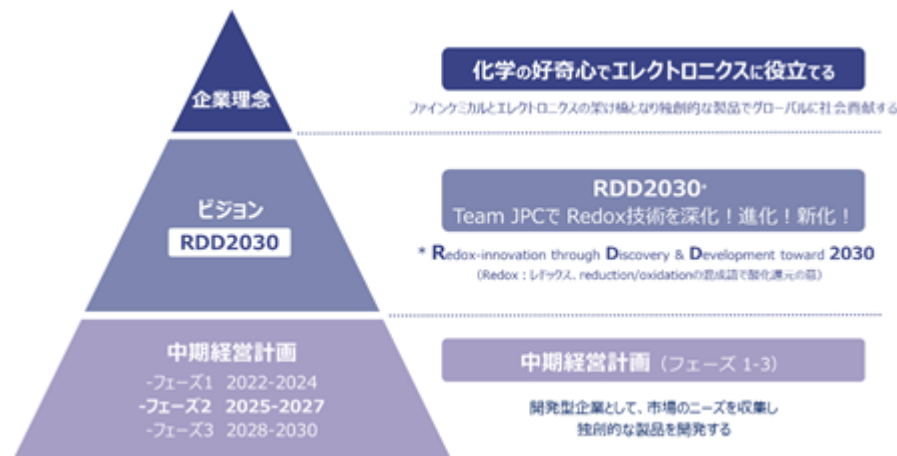 企業理念
化学の好奇心でエレクトロニクスに役立てる
ファインケミカルとエレクトロニクスの架け橋となり独創的な製品でグローバルに社会貢献する
ビジョン
RDD2030
RDD2030*
Team JPCで Redox技術を深化！進化！新化！
* Redox-innovation through Discovery & Development toward 2030
（Redox：レドックス、reduction/oxidationの混成語で酸化還元の意）
中期経営計画
-フェーズ1 2022-2024
-フェーズ2 2025-2027
-フェーズ3 2028-2030
中期経営計画（フェーズ 1-3）
開発型企業として、市場のニーズを収集し
独創的な製品を開発する